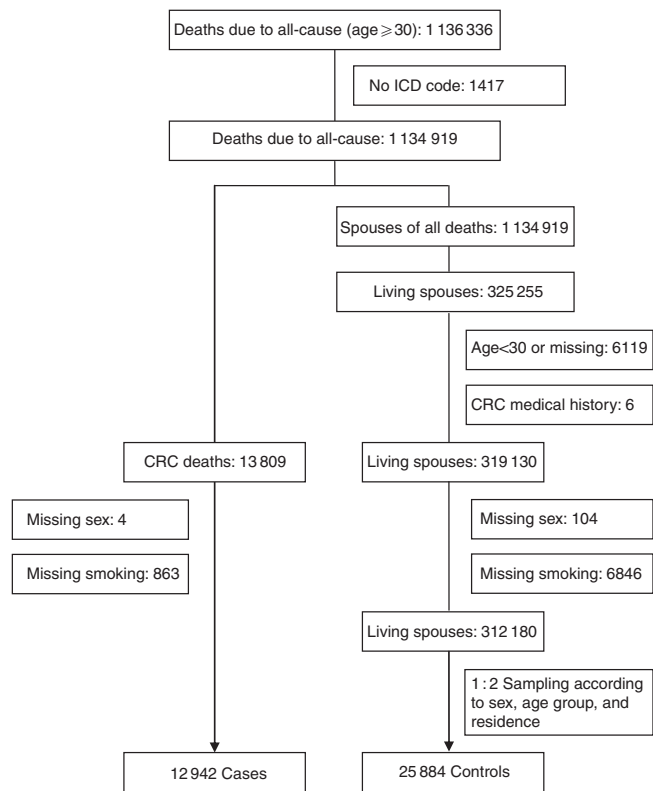 Deaths due to all-cause (age ⩾ 30): 1 136 336
No ICD code: 1417
Deaths due to all-cause: 1 134 919
Spouses of all deaths: 1 134 919
Living spouses: 325 255
Age<30 or missing: 6119
CRC medical history: 6
CRC deaths: 13 809
Living spouses: 319 130
Missing sex: 4
Missing sex: 104
Missing smoking: 863
Missing smoking: 6846
Living spouses: 312 180
1 : 2 Sampling according
to sex, age group, and
residence
12 942 Cases
25 884 Controls